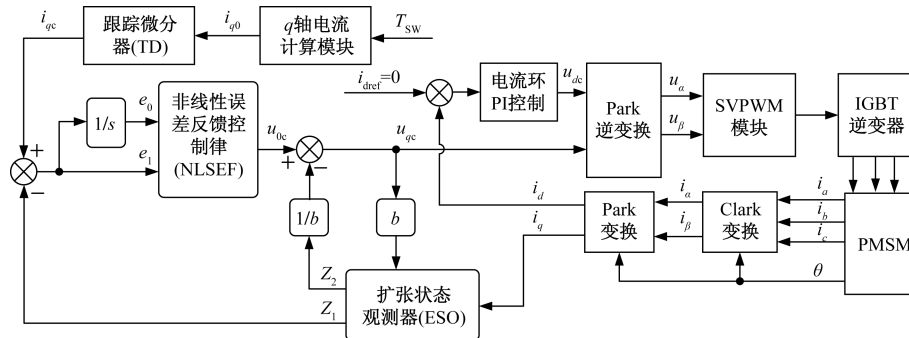 i_qc
跟踪微分
器(TD)
i_q0
q轴电流
计算模块
T_SW
i_dref=0
电流环
PI控制
u_dc
Park
逆变换
u_α
u_β
SVPWM
模块
IGBT
逆变器
1/s
e_0
e_1
非线性误
差反馈控
制律
(NLSEF)
u_0c
+
−
u_qc
+
−
1/b
b
i_d
i_q
Park
变换
i_α
i_β
Clark
变换
i_a
i_b
i_c
θ
PMSM
Z_2
Z_1
扩张状态
观测器(ESO)